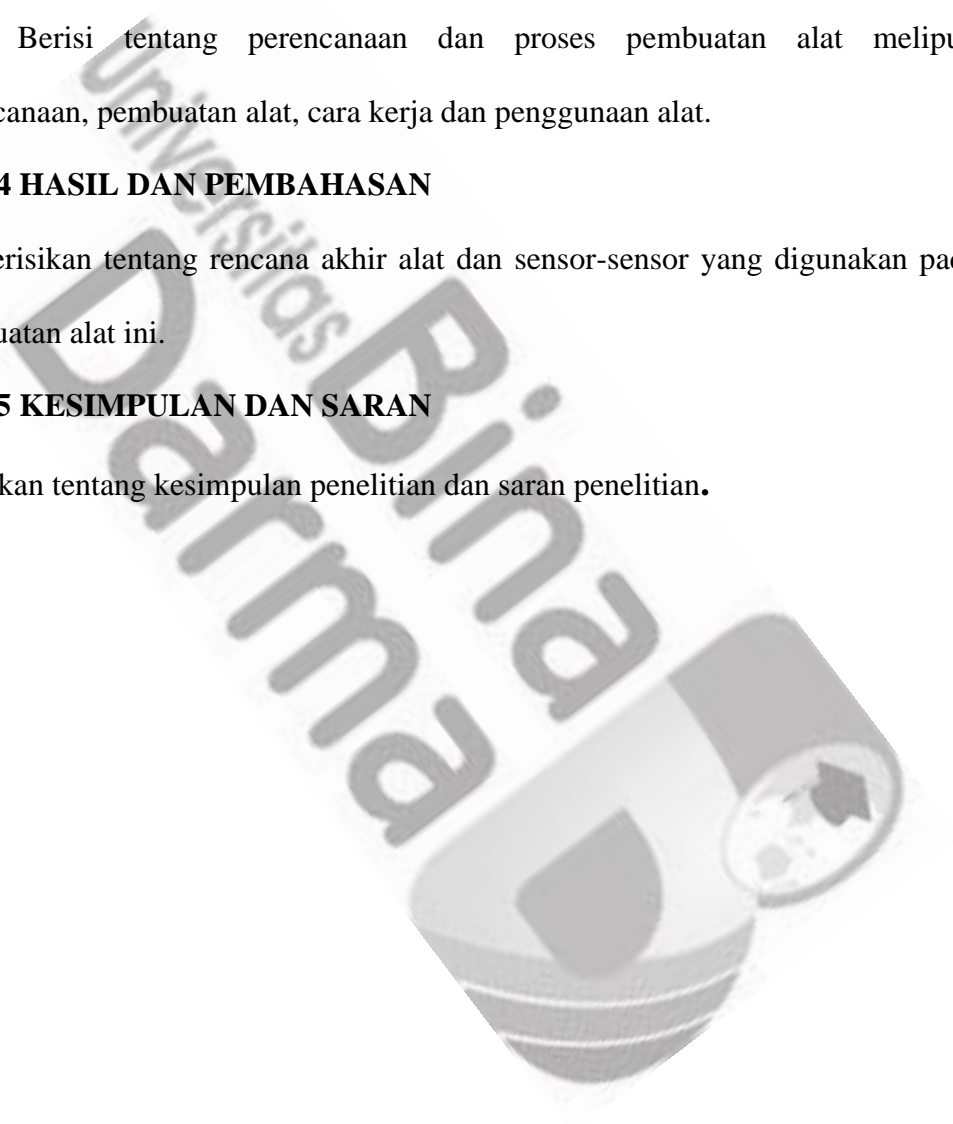 Berisi tentang perencanaan dan proses pembuatan alat melipu
canaan, pembuatan alat, cara kerja dan penggunaan alat.
4 HASIL DAN PEMBAHASAN
erisikan tentang rencana akhir alat dan sensor-sensor yang digunakan pad
uatan alat ini.
5 KESIMPULAN DAN SARAN
kan tentang kesimpulan penelitian dan saran penelitian.
Universitas
Bina
Darma